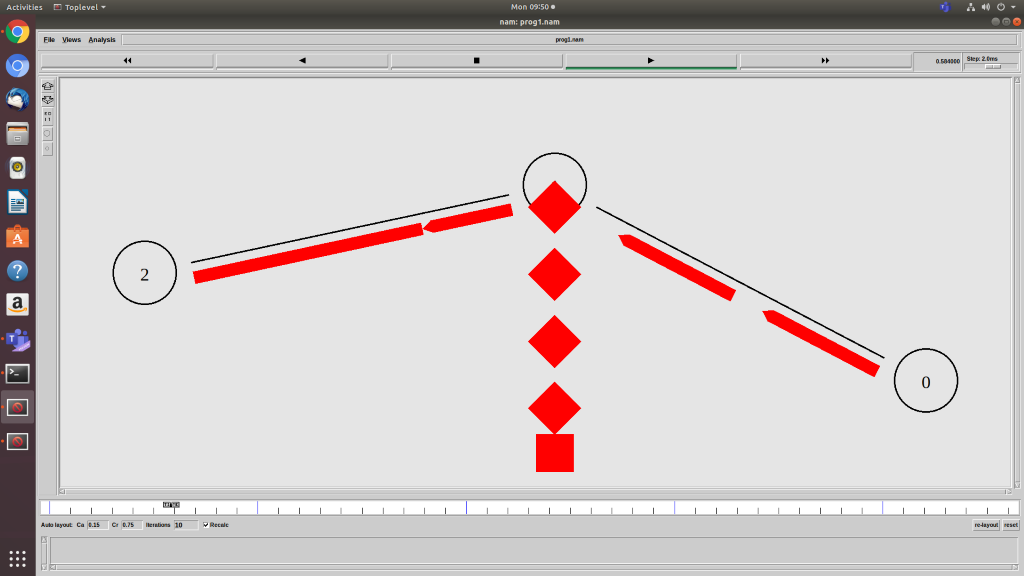 Activities Toplevel Mon 09:50
nam: prog1.nam
File Views Analysis prog1.nam
0.584000 Step: 2.0ms
2
0
Auto layout: Ca 0.15 Cr 0.75 Iterations 10 Recalc re-layout reset